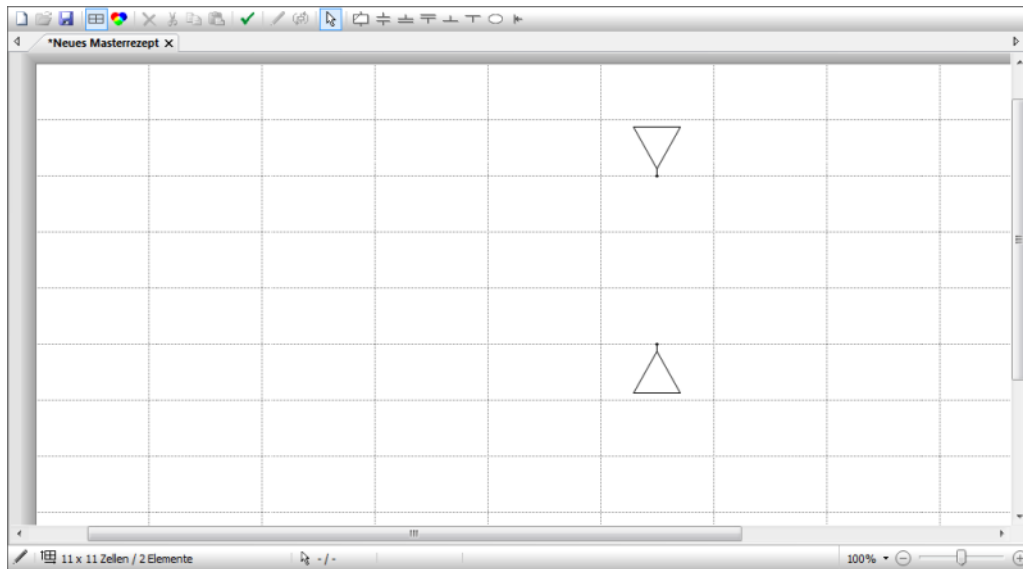 *Neues Masterrezept X
11 x 11 Zellen / 2 Elemente
- / -
100%